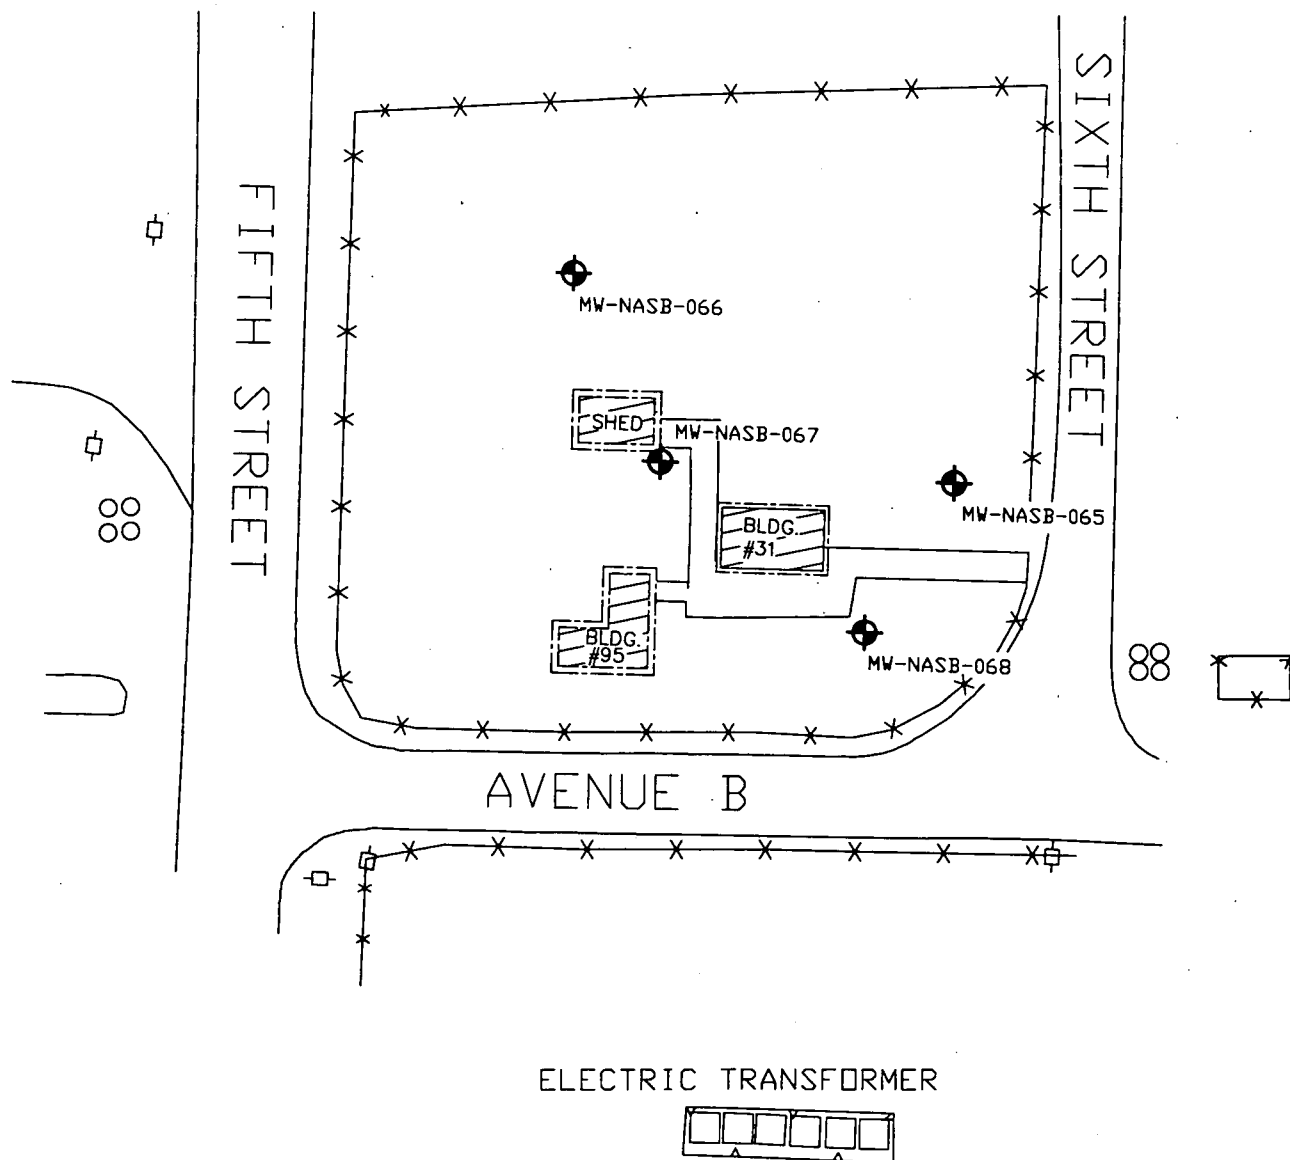 SIXTH STREET
FIFTH STREET
MW-NASB-066
SHED
MW-NASB-067
MW-NASB-065
BLDG.
#31
BLDG.
#95
MW-NASB-068
AVENUE B
ELECTRIC TRANSFORMER